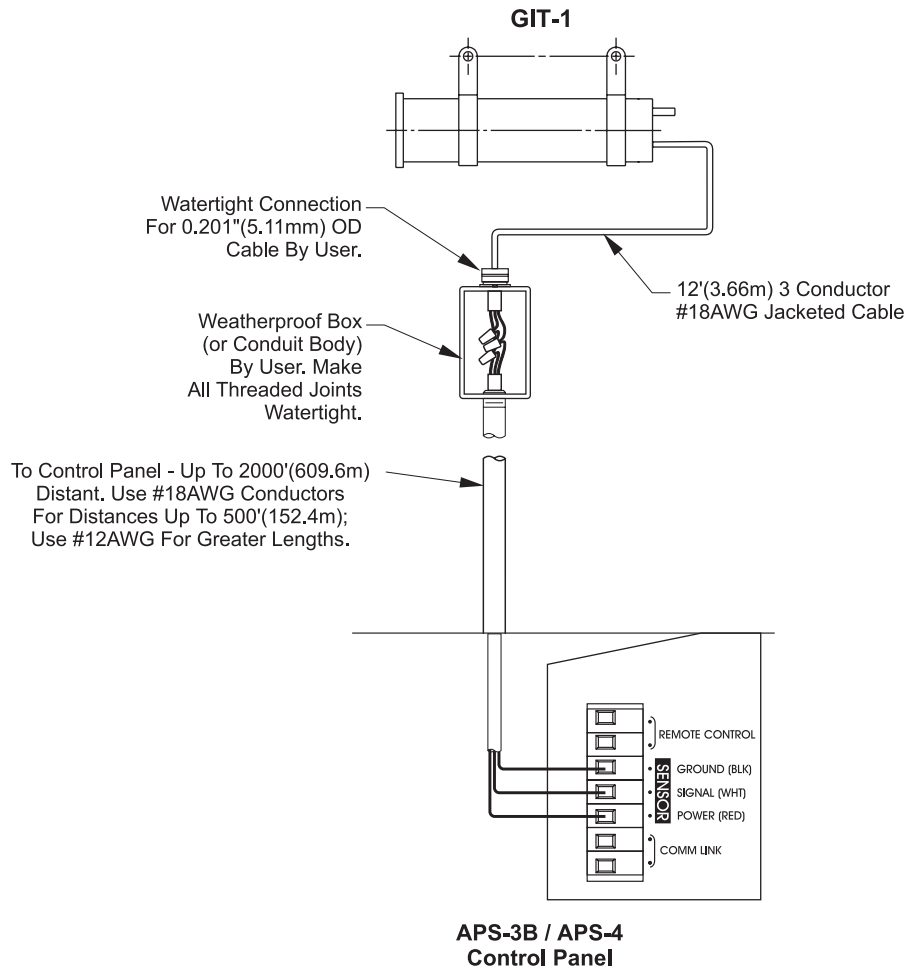 GIT-1
Watertight Connection
For 0.201"(5.11mm) OD
Cable By User.
12'(3.66m) 3 Conductor
#18AWG Jacketed Cable
Weatherproof Box
(or Conduit Body)
By User. Make
All Threaded Joints
Watertight.
To Control Panel - Up To 2000'(609.6m)
Distant. Use #18AWG Conductors
For Distances Up To 500'(152.4m);
Use #12AWG For Greater Lengths.
REMOTE CONTROL
SENSOR
GROUND (BLK)
SIGNAL (WHT)
POWER (RED)
COMM LINK
APS-3B / APS-4
Control Panel